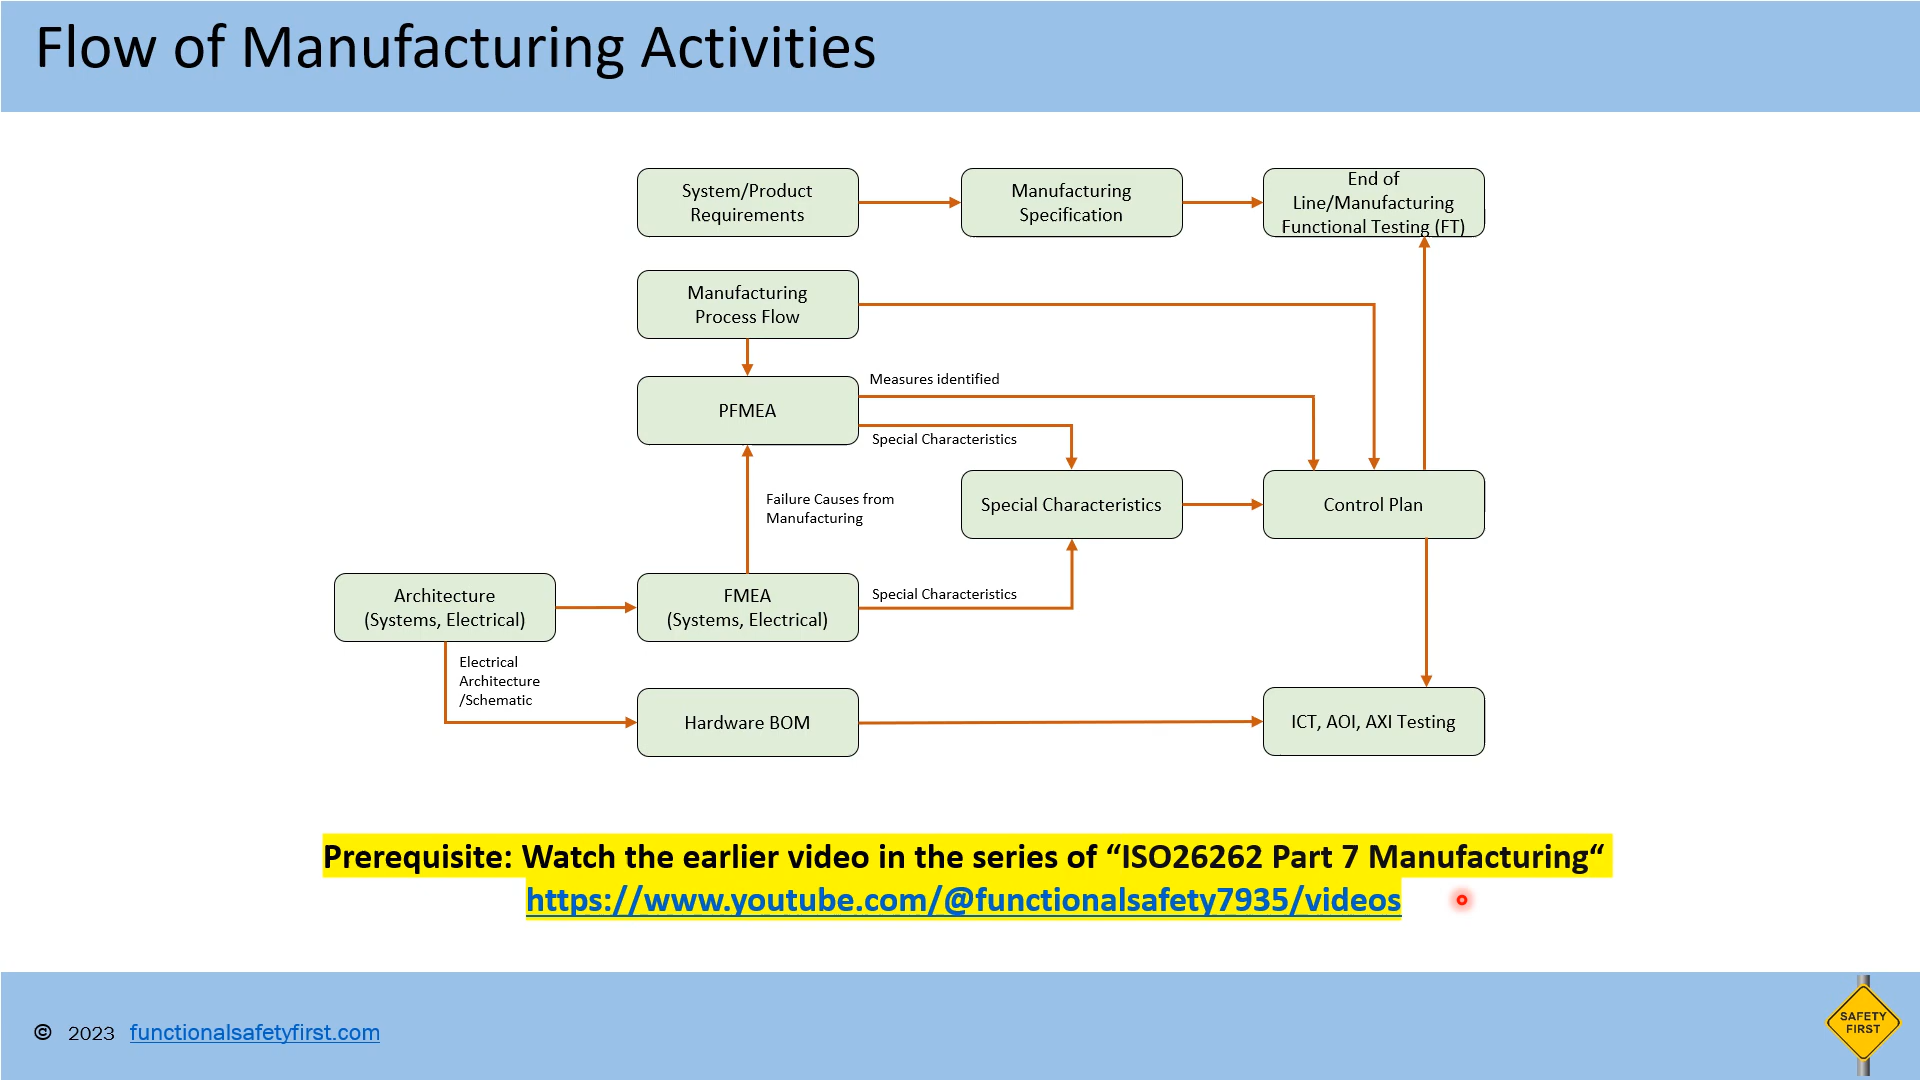 Flow of Manufacturing Activities
System/Product
Requirements
Manufacturing
Specification
End of
Line/Manufacturing
Functional Testing (FT)
Manufacturing
Process Flow
Measures identified
PFMEA
Special Characteristics
Special Characteristics
Control Plan
Failure Causes from
Manufacturing
Architecture
(Systems, Electrical)
FMEA
(Systems, Electrical)
Special Characteristics
Electrical
Architecture
/Schematic
Hardware BOM
ICT, AOI, AXI Testing
Prerequisite: Watch the earlier video in the series of “ISO26262 Part 7 Manufacturing“
https://www.youtube.com/@functionalsafety7935/videos
© 2023 functionalsafetyfirst.com
SAFETY
FIRST